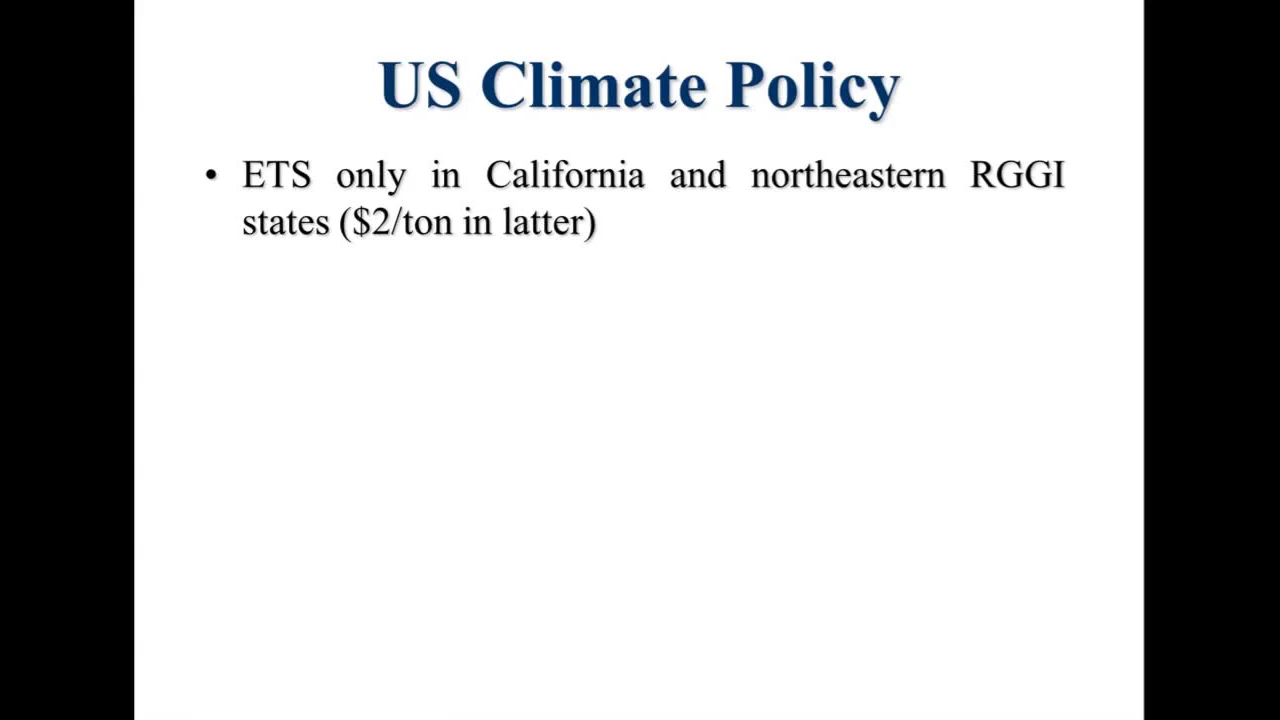 US Climate Policy
• ETS only in California and northeastern RGGI
states ($2/ton in latter)